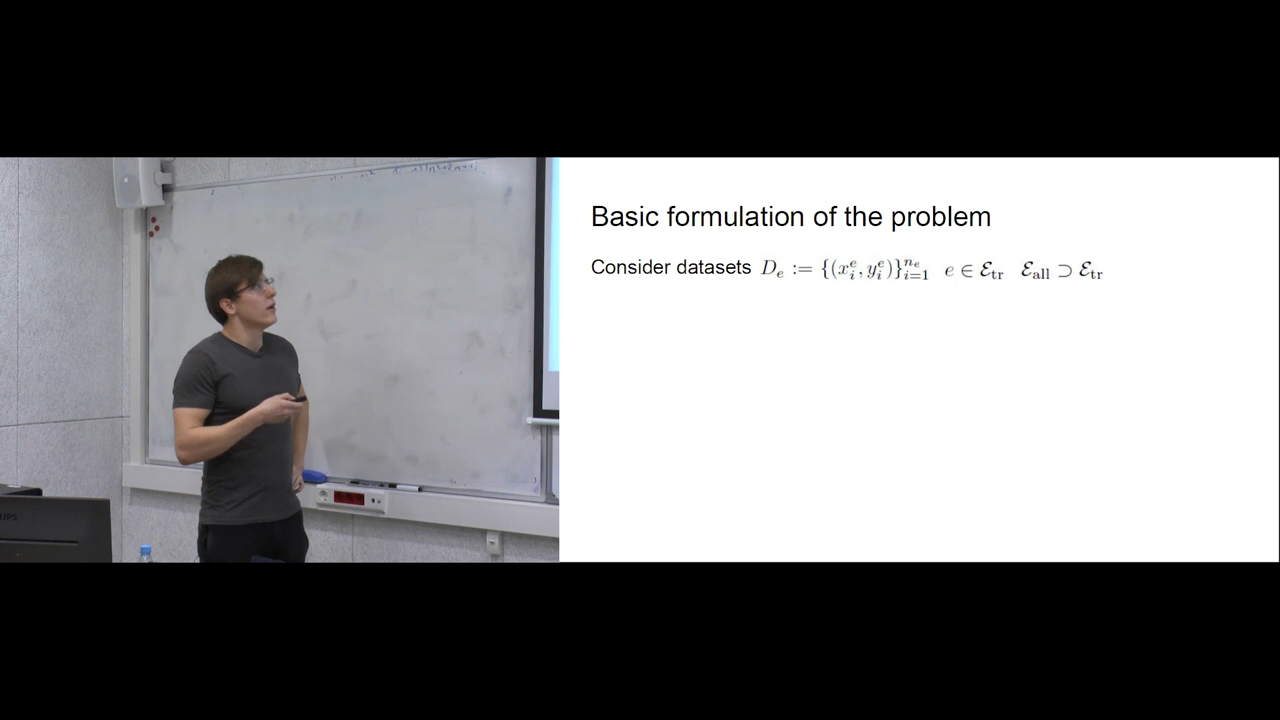 Basic formulation of the problem
Consider datasets $D_e := \{(x_i^e, y_i^e)\}_{i=1}^{n_e}$ $e \in \mathcal{E}_{\text{tr}}$ $\mathcal{E}_{\text{all}} \supset \mathcal{E}_{\text{tr}}$